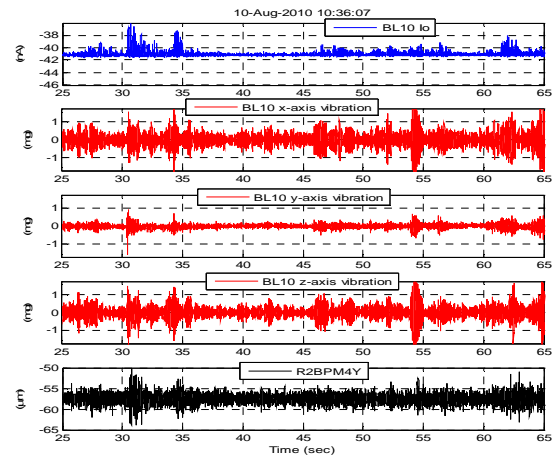 10-Aug-2010 10:36:07
BL10 Io
(nA)
-38
-40
-42
-44
-46
25 30 35 40 45 50 55 60 65
BL10 x-axis vibration
(mg)
1
0
-1
25 30 35 40 45 50 55 60 65
BL10 y-axis vibration
(mg)
1
0
-1
25 30 35 40 45 50 55 60 65
BL10 z-axis vibration
(mg)
1
0
-1
25 30 35 40 45 50 55 60 65
R2BPM4Y
(µm)
-50
-55
-60
-65
25 30 35 40 45 50 55 60 65
Time (sec)